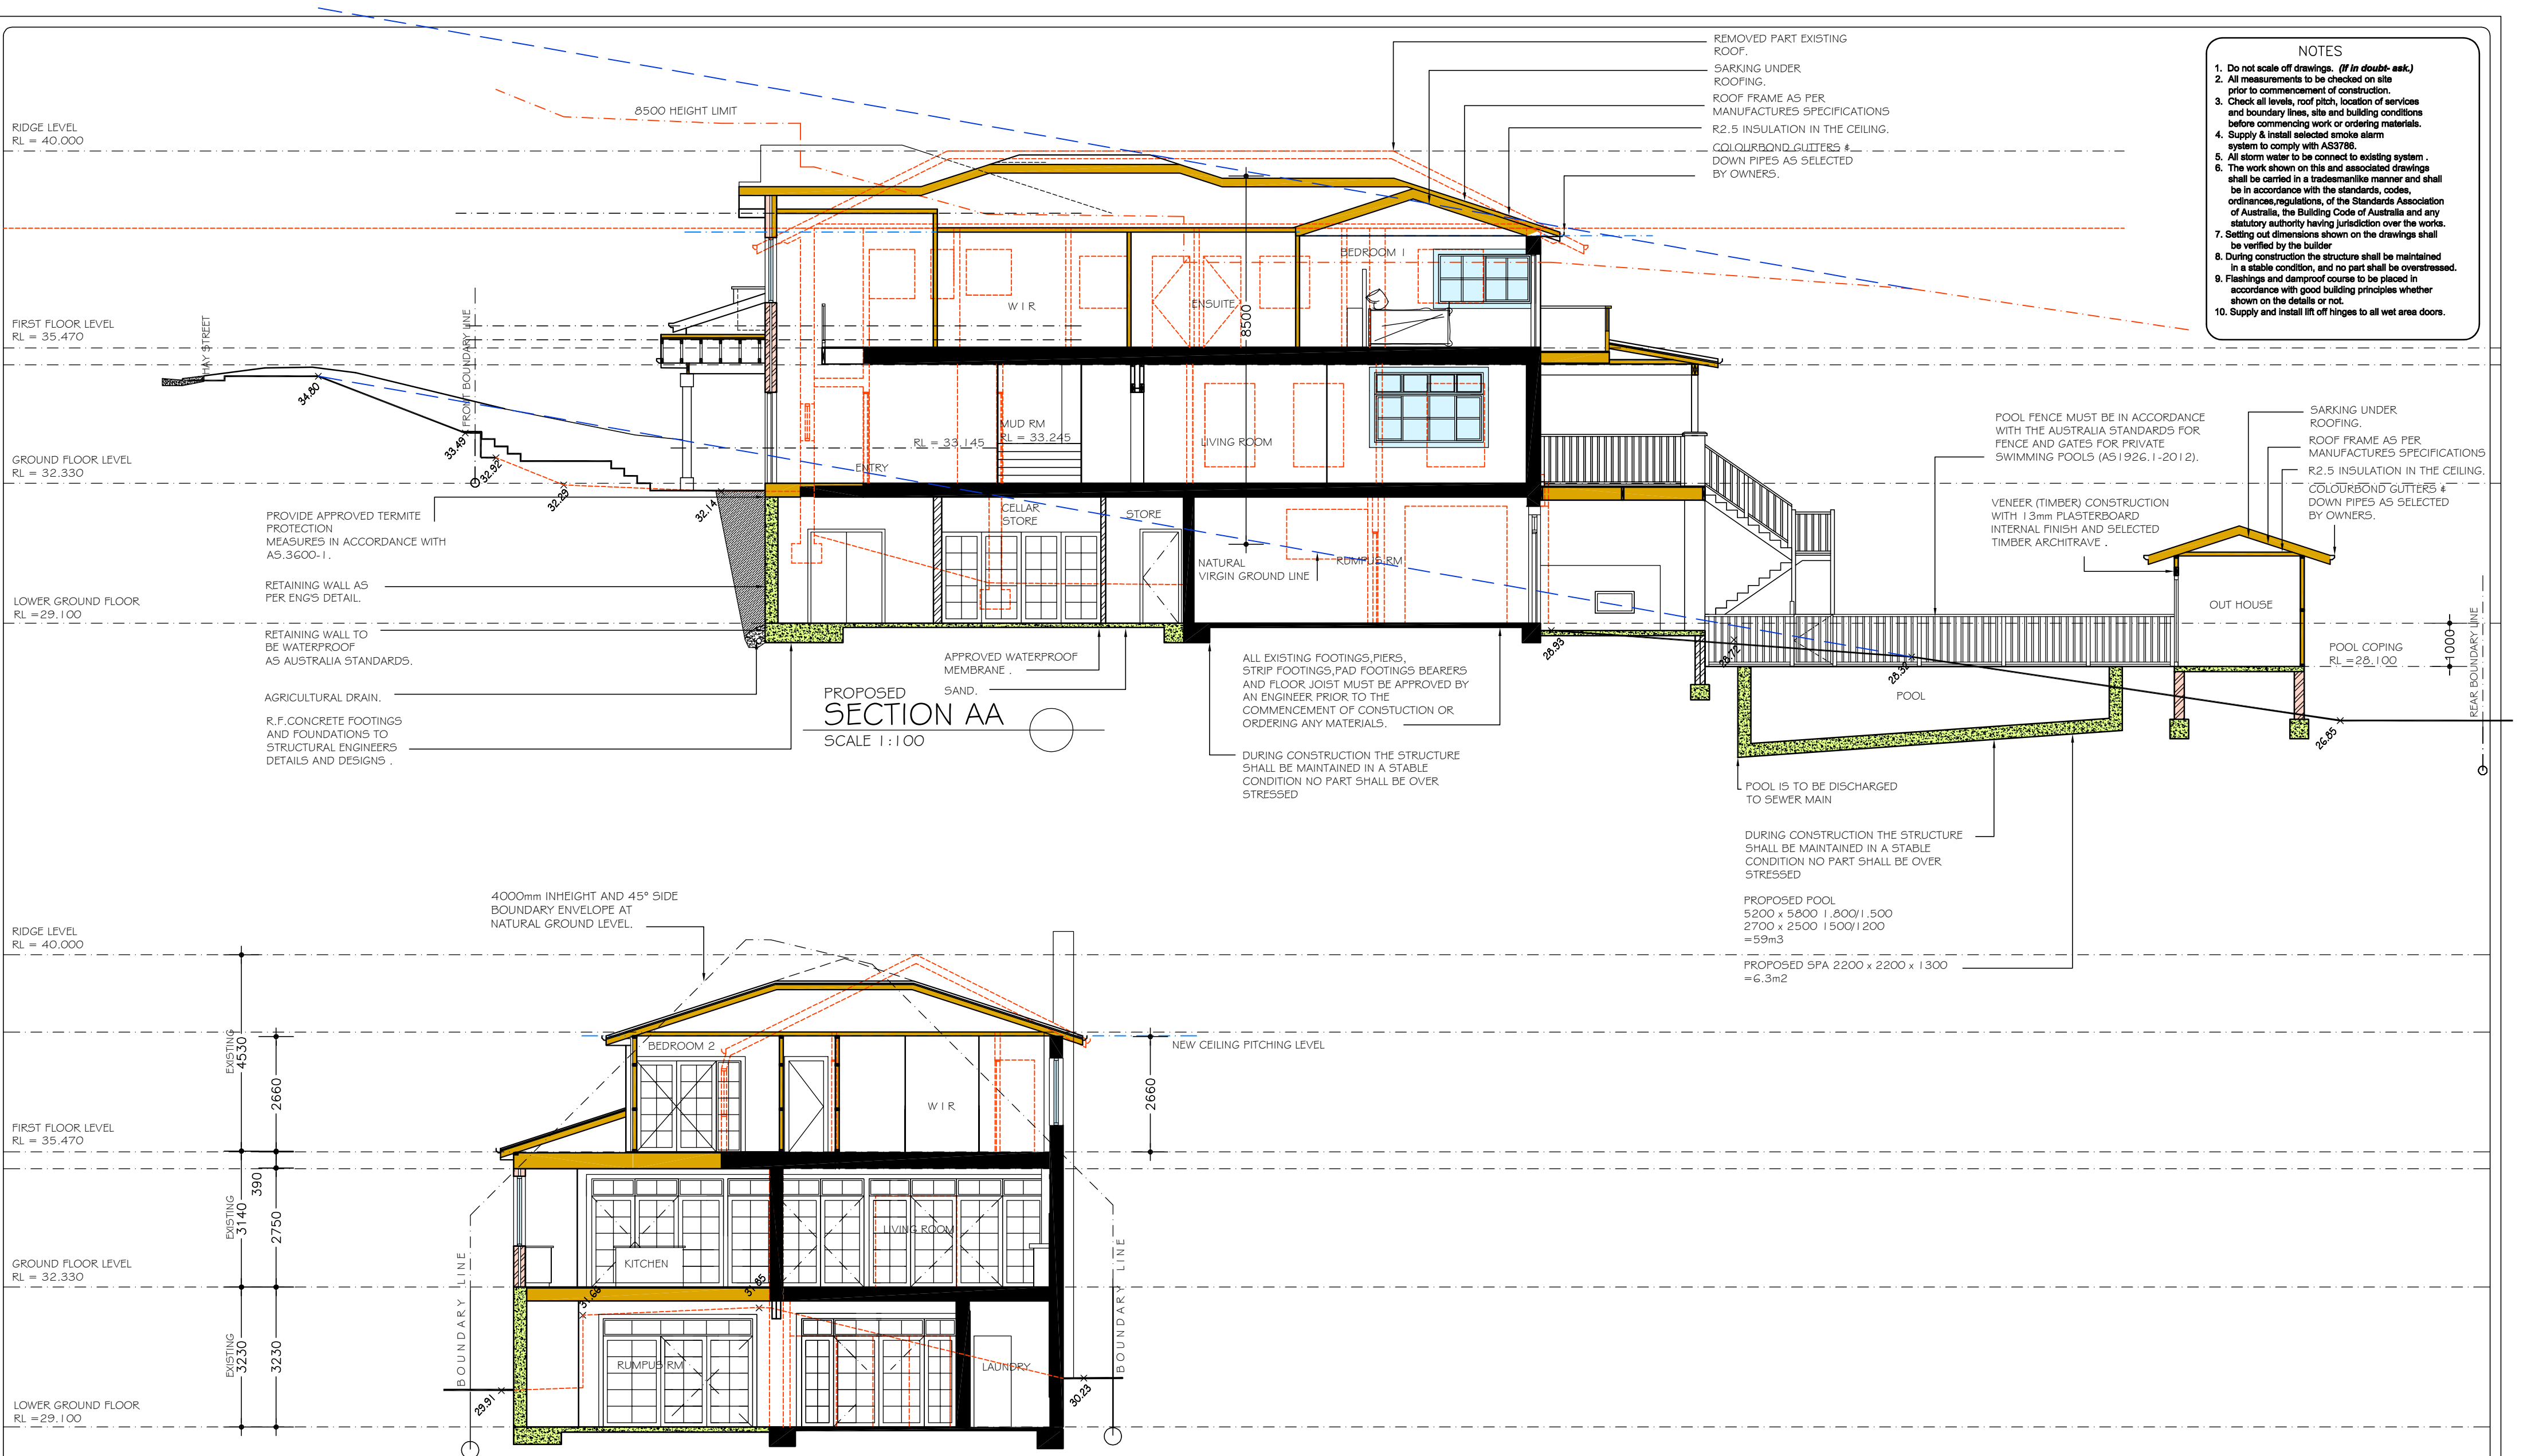 REMOVED PART EXISTING
ROOF.
SARKING UNDER
ROOFING.
ROOF FRAME AS PER
MANUFACTURES SPECIFICATIONS
R2.5 INSULATION IN THE CEILING.
COLOURBOND GUTTERS &
DOWN PIPES AS SELECTED
BY OWNERS.
NOTES
1. Do not scale off drawings. (If in doubt- ask.)
2. All measurements to be checked on site
prior to commencement of construction.
3. Check all levels, roof pitch, location of services
and boundary lines, site and building conditions
before commencing work or ordering materials.
4. Supply & install selected smoke alarm
system to comply with AS3786.
5. All storm water to be connect to existing system .
6. The work shown on this and associated drawings
shall be carried in a tradesmanlike manner and shall
be in accordance with the standards, codes,
ordinances,regulations, of the Standards Association
of Australia, the Building Code of Australia and any
statutory authority having jurisdiction over the works.
7. Setting out dimensions shown on the drawings shall
be verified by the builder
8. During construction the structure shall be maintained
in a stable condition, and no part shall be overstressed.
9. Flashings and damproof course to be placed in
accordance with good building principles whether
shown on the details or not.
10. Supply and install lift off hinges to all wet area doors.
8500 HEIGHT LIMIT
RIDGE LEVEL
RL = 40.000
FIRST FLOOR LEVEL
RL = 35.470
GROUND FLOOR LEVEL
RL = 32.330
LOWER GROUND FLOOR
RL =29.100
HAY STREET
FRONT BOUNDARY LINE
34.80
33.49
32.92
32.29
32.14
W I R
ENSUITE
BEDROOM 1
8500
MUD RM
RL = 33.245
RL = 33.145
ENTRY
LIVING ROOM
CELLAR
STORE
STORE
NATURAL
VIRGIN GROUND LINE
RUMPUS RM
PROVIDE APPROVED TERMITE
PROTECTION
MEASURES IN ACCORDANCE WITH
AS.3600-1.
RETAINING WALL AS
PER ENG'S DETAIL.
RETAINING WALL TO
BE WATERPROOF
AS AUSTRALIA STANDARDS.
AGRICULTURAL DRAIN.
R.F.CONCRETE FOOTINGS
AND FOUNDATIONS TO
STRUCTURAL ENGINEERS
DETAILS AND DESIGNS .
APPROVED WATERPROOF
MEMBRANE .
SAND.
PROPOSED
SECTION AA
SCALE 1:100
ALL EXISTING FOOTINGS,PIERS,
STRIP FOOTINGS,PAD FOOTINGS BEARERS
AND FLOOR JOIST MUST BE APPROVED BY
AN ENGINEER PRIOR TO THE
COMMENCEMENT OF CONSTUCTION OR
ORDERING ANY MATERIALS.
DURING CONSTRUCTION THE STRUCTURE
SHALL BE MAINTAINED IN A STABLE
CONDITION NO PART SHALL BE OVER
STRESSED
POOL FENCE MUST BE IN ACCORDANCE
WITH THE AUSTRALIA STANDARDS FOR
FENCE AND GATES FOR PRIVATE
SWIMMING POOLS (AS1926.1-2012).
VENEER (TIMBER) CONSTRUCTION
WITH 13mm PLASTERBOARD
INTERNAL FINISH AND SELECTED
TIMBER ARCHITRAVE .
SARKING UNDER
ROOFING.
ROOF FRAME AS PER
MANUFACTURES SPECIFICATIONS
R2.5 INSULATION IN THE CEILING.
COLOURBOND GUTTERS &
DOWN PIPES AS SELECTED
BY OWNERS.
OUT HOUSE
POOL COPING
RL =28.100
1000
REAR BOUNDARY LINE
28.93
28.72
28.32
26.85
POOL
POOL IS TO BE DISCHARGED
TO SEWER MAIN
DURING CONSTRUCTION THE STRUCTURE
SHALL BE MAINTAINED IN A STABLE
CONDITION NO PART SHALL BE OVER
STRESSED
PROPOSED POOL
5200 x 5800 1.800/1.500
2700 x 2500 1500/1200
=59m3
PROPOSED SPA 2200 x 2200 x 1300
=6.3m2
4000mm INHEIGHT AND 45° SIDE
BOUNDARY ENVELOPE AT
NATURAL GROUND LEVEL.
RIDGE LEVEL
RL = 40.000
FIRST FLOOR LEVEL
RL = 35.470
GROUND FLOOR LEVEL
RL = 32.330
LOWER GROUND FLOOR
RL =29.100
EXISTING
4530
2660
390
EXISTING
3140
2750
EXISTING
3230
3230
BEDROOM 2
W I R
NEW CEILING PITCHING LEVEL
2660
KITCHEN
LIVING ROOM
RUMPUS RM
LAUNDRY
BOUNDARY LINE
BOUNDARY LINE
31.66
31.85
29.91
30.23